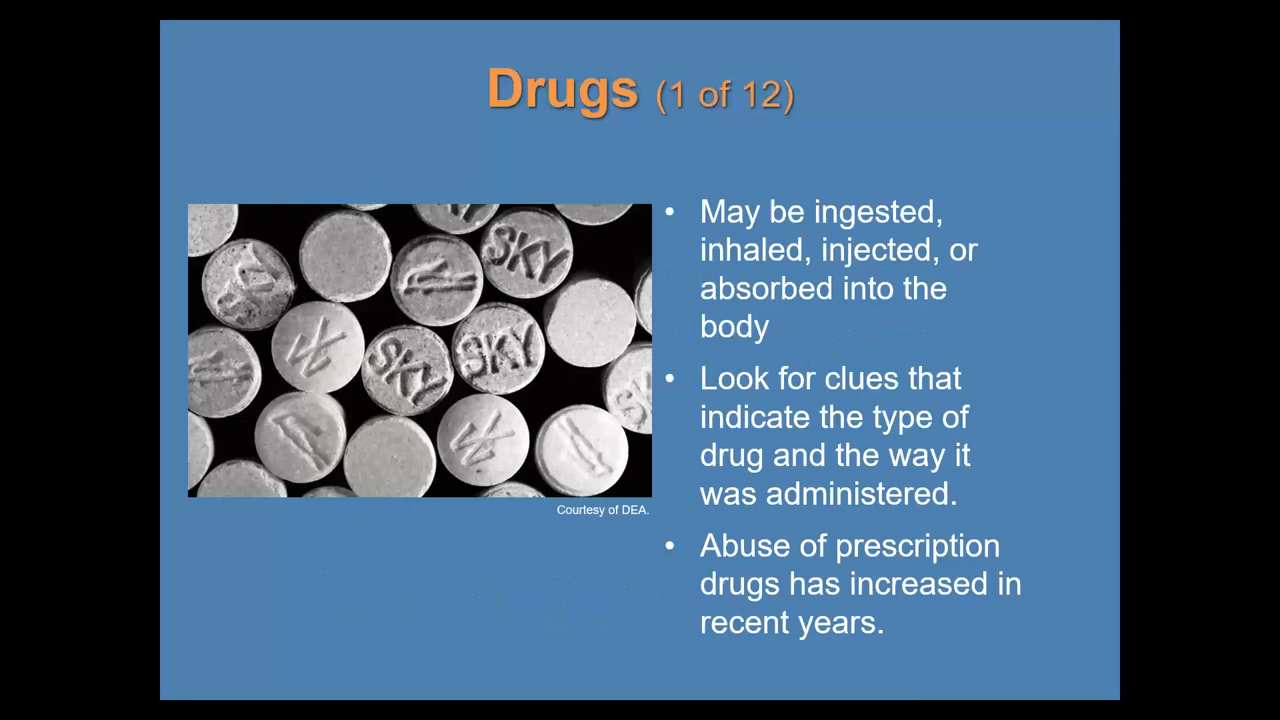 Drugs (1 of 12)
SKY
SKY
SKY
Courtesy of DEA.
• May be ingested,
inhaled, injected, or
absorbed into the
body
• Look for clues that
indicate the type of
drug and the way it
was administered.
• Abuse of prescription
drugs has increased in
recent years.